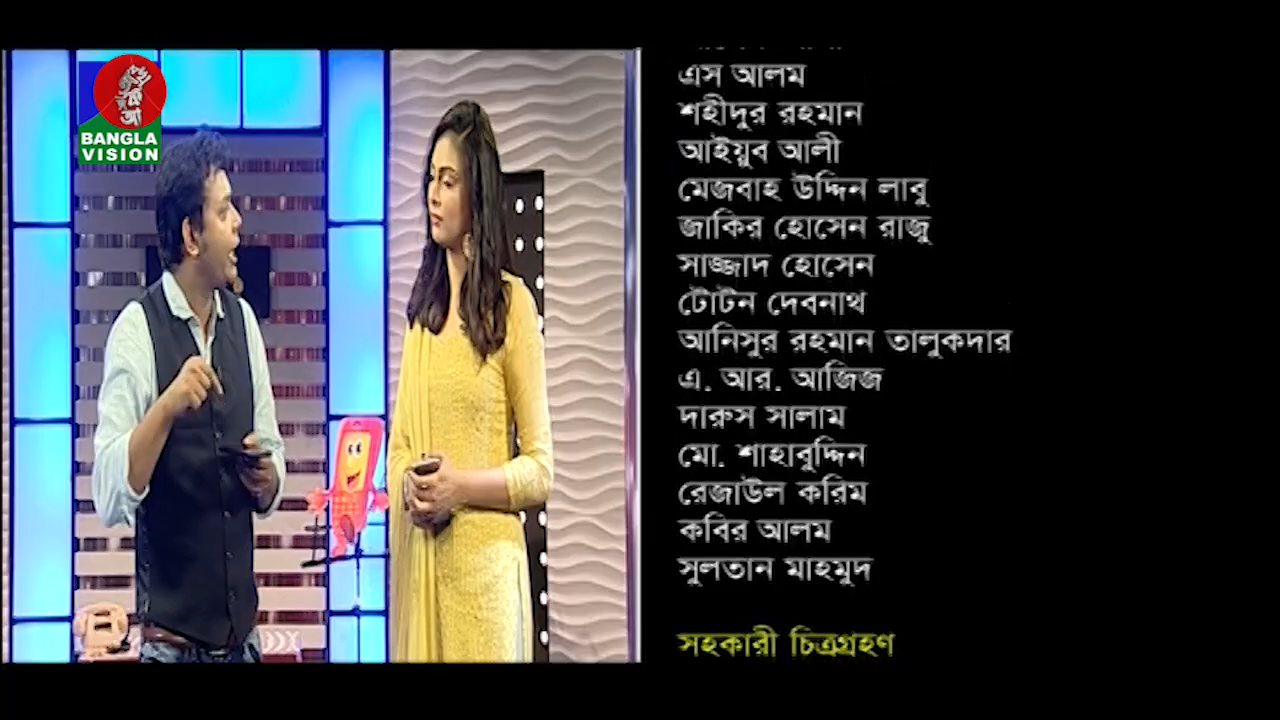 BANGLA
VISION
এস আলম
শহীদুর রহমান
আইয়ুব আলী
মেজবাহ উদ্দিন লাবু
জাকির হোসেন রাজু
সাজ্জাদ হোসেন
টোটন দেবনাথ
আনিসুর রহমান তালুকদার
এ. আর. আজিজ
দারুস সালাম
মো. শাহাবুদ্দিন
রেজাউল করিম
কবির আলম
সুলতান মাহমুদ
সহকারী চিত্রগ্রহণ